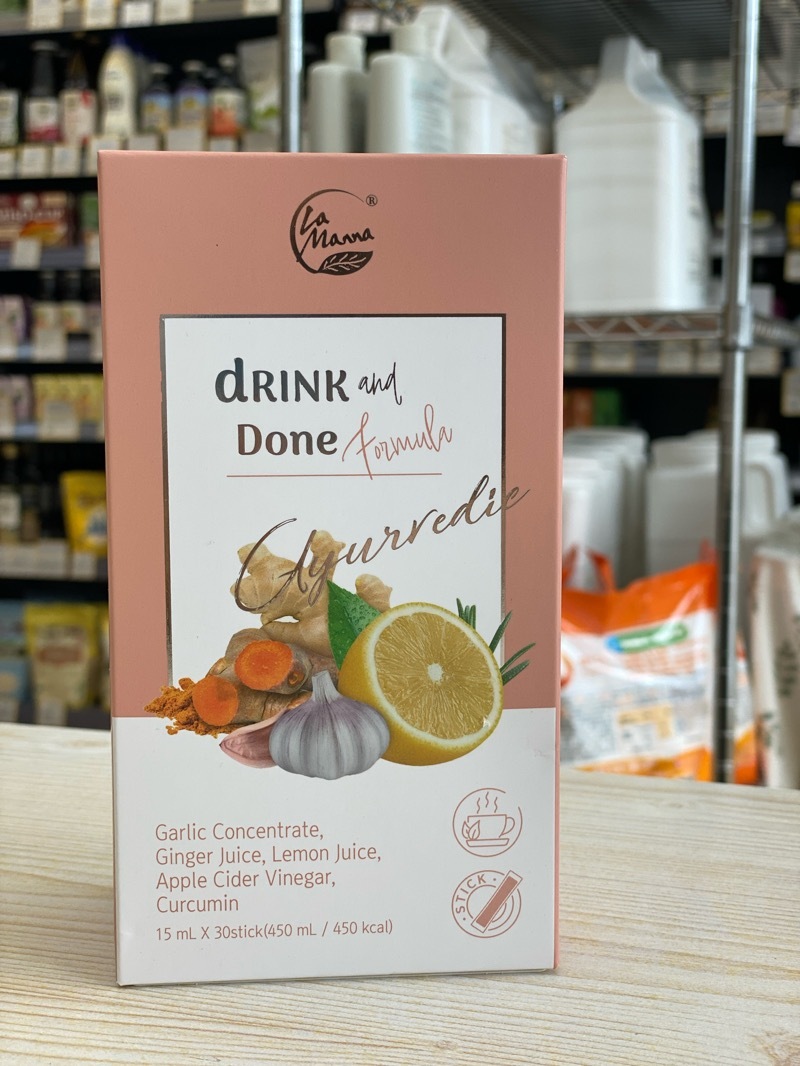 La
Manna
®
dRINK and
Done Formula
Ayurvedic
Garlic Concentrate,
Ginger Juice, Lemon Juice,
Apple Cider Vinegar,
Curcumin
15 mL X 30stick(450 mL / 450 kcal)
•STICK•